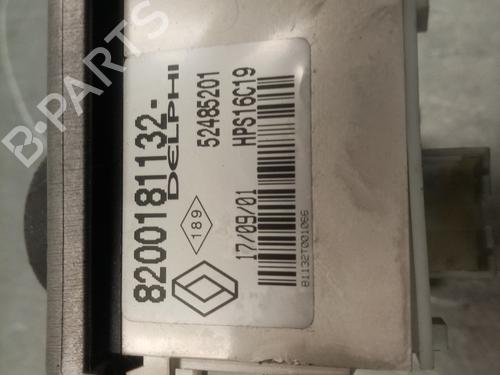 8200181132-
DELPHI
52485201
HPS16C19
189
17/09/01
81132T001066
B-PARTS